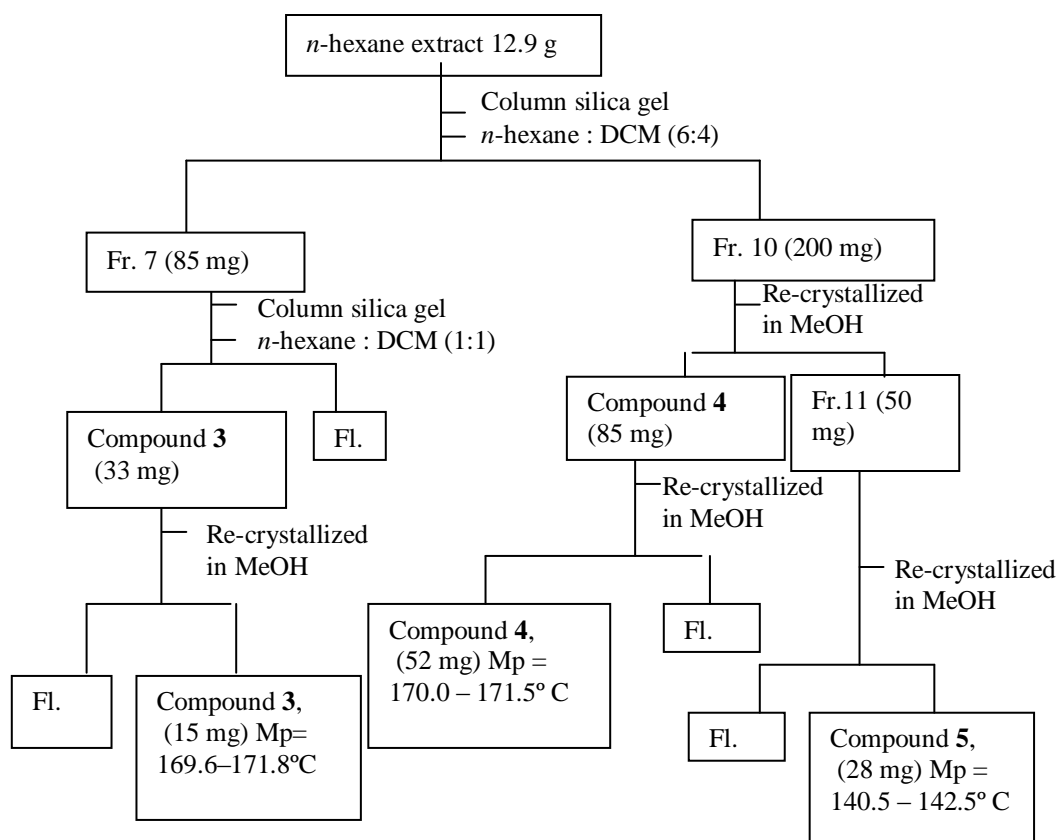 n-hexane extract 12.9 g
Column silica gel
n-hexane : DCM (6:4)
Fr. 7 (85 mg)
Fr. 10 (200 mg)
Column silica gel
n-hexane : DCM (1:1)
Re-crystallized
in MeOH
Compound 3
(33 mg)
Fl.
Compound 4
(85 mg)
Fr.11 (50
mg)
Re-crystallized
in MeOH
Re-crystallized
in MeOH
Re-crystallized
in MeOH
Fl.
Compound 3,
(15 mg) Mp=
169.6–171.8ºC
Compound 4,
(52 mg) Mp =
170.0 – 171.5º C
Fl.
Fl.
Compound 5,
(28 mg) Mp =
140.5 – 142.5º C